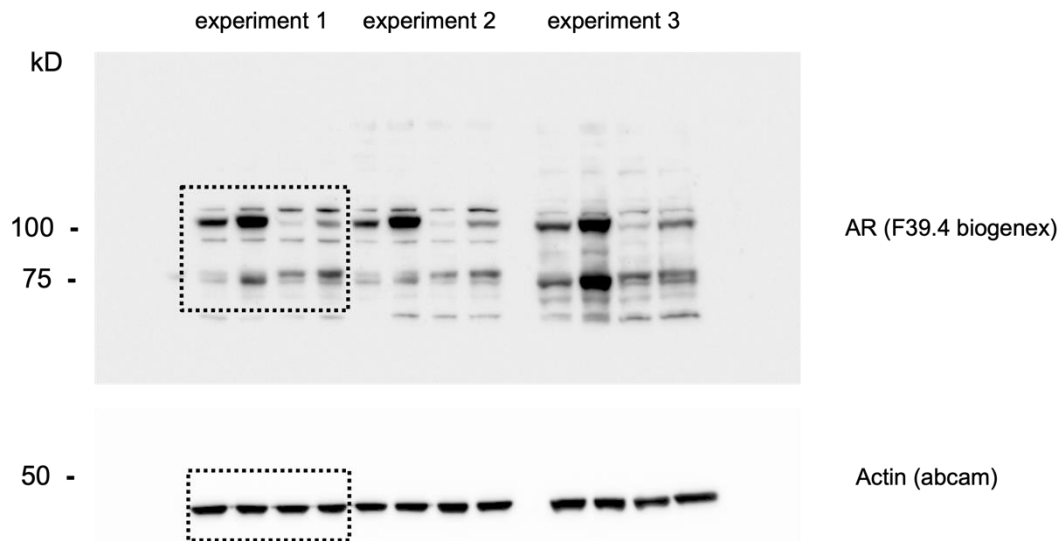 experiment 1 experiment 2 experiment 3
kD
100 - AR (F39.4 biogenex)
75 -
50 - Actin (abcam)